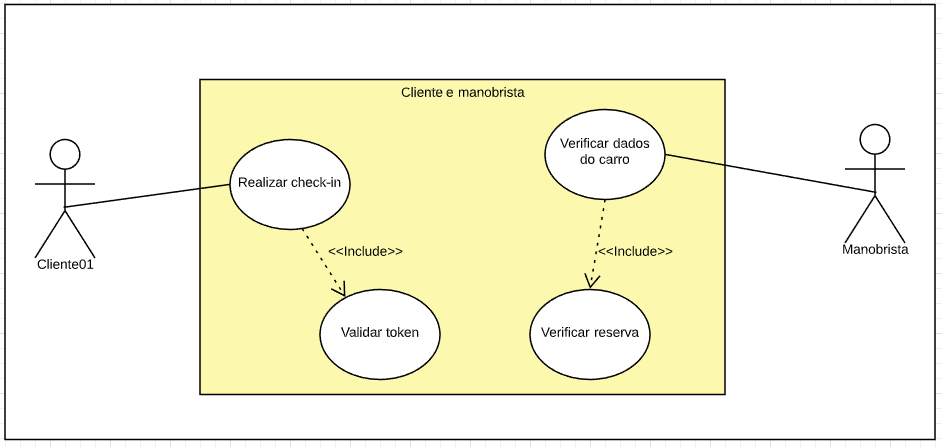 Cliente e manobrista
Verificar dados
do carro
Realizar check-in
<<Include>>
<<Include>>
Manobrista
Cliente01
Validar token
Verificar reserva